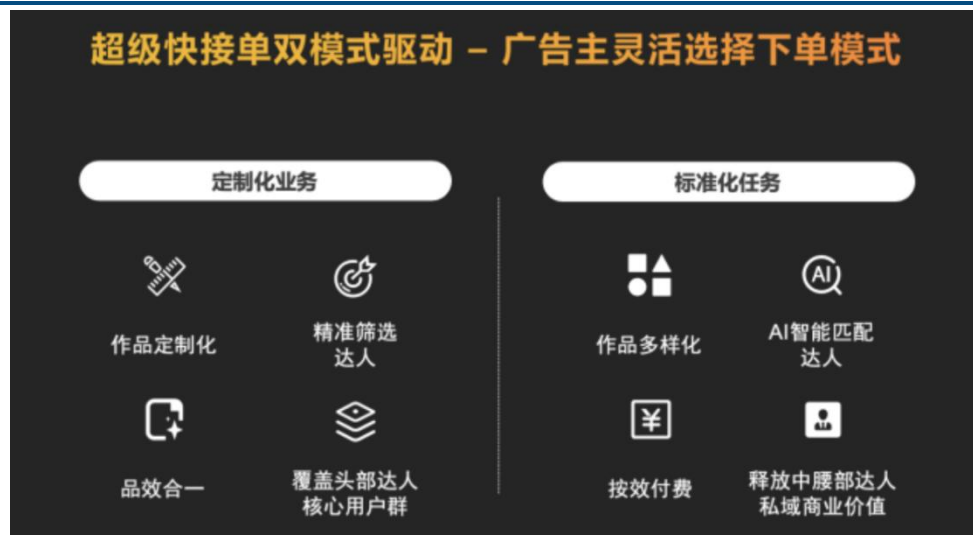 超级快接单双模式驱动 – 广告主灵活选择下单模式
定制化业务
作品定制化
精准筛选
达人
品效合一
覆盖头部达人
核心用户群
标准化任务
作品多样化
AI
AI智能匹配
达人
¥
按效付费
释放中腰部达人
私域商业价值